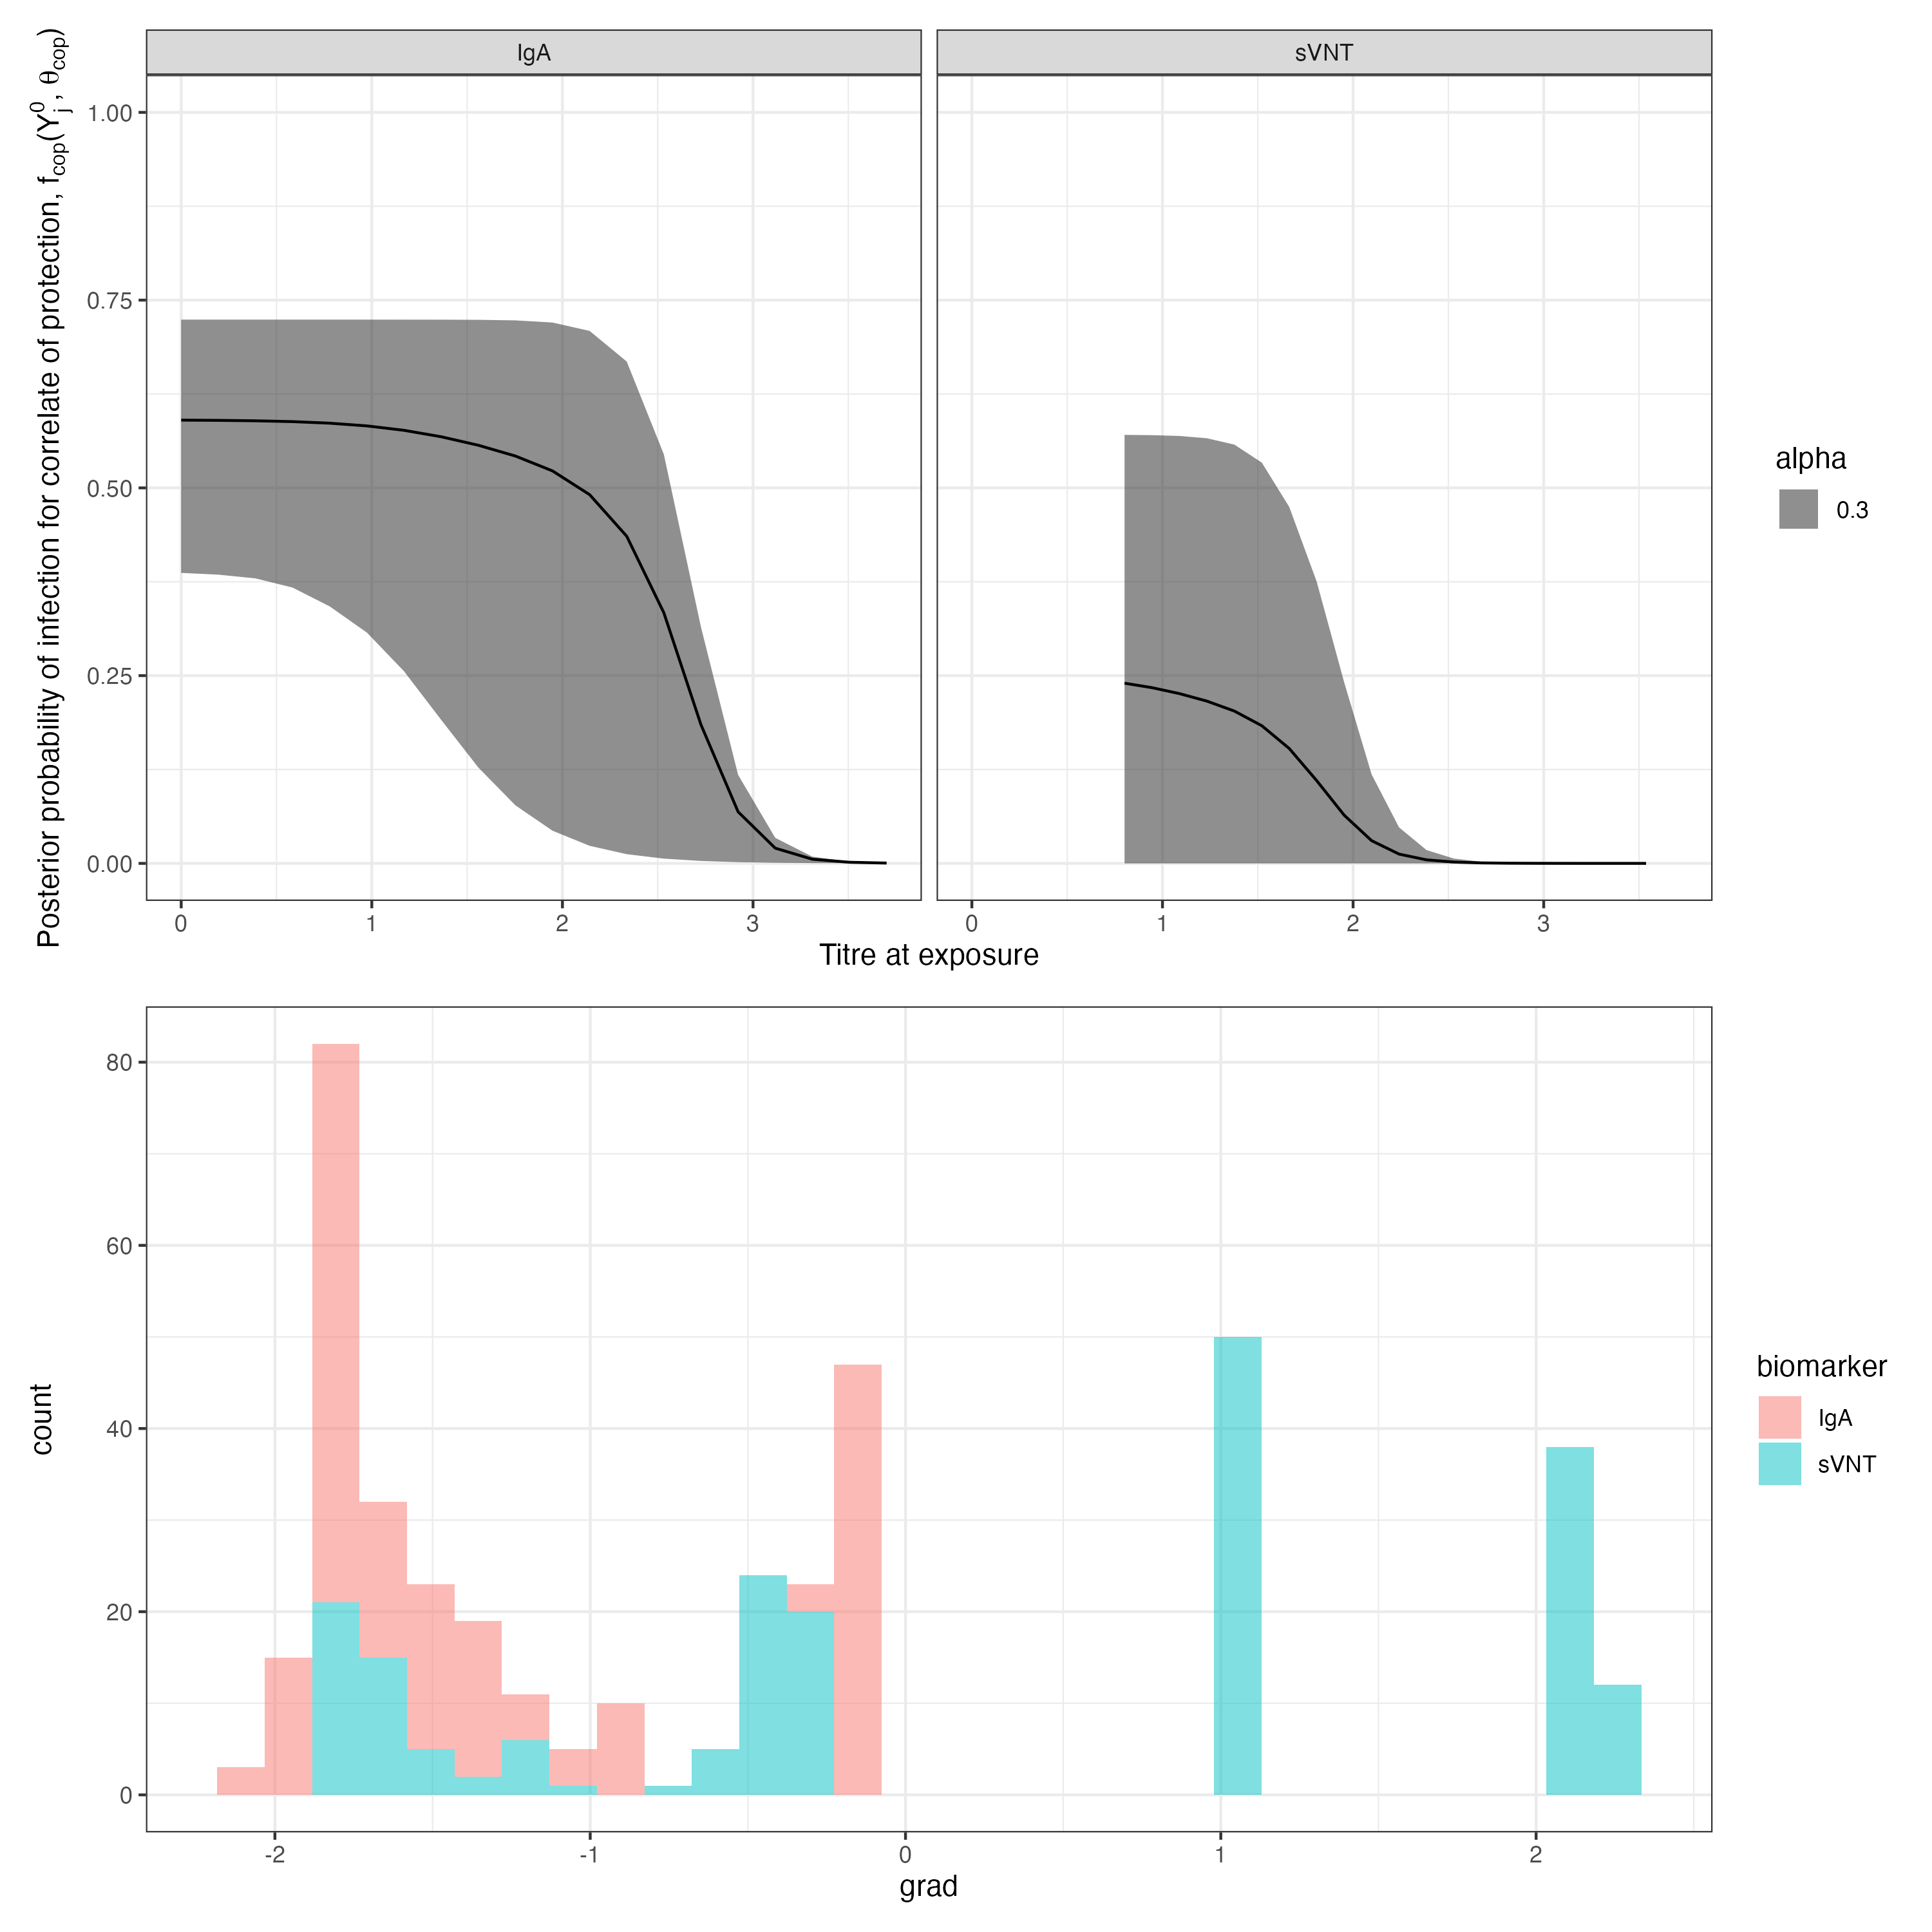 IgA
sVNT
Posterior probability of infection for correlate of protection, f_cop(Y_j^0, θ_cop)
1.00
0.75
0.50
0.25
0.00
0 1 2 3
0 1 2 3
Titre at exposure
alpha
0.3
count
80
60
40
20
0
-2 -1 0 1 2
grad
biomarker
IgA
sVNT